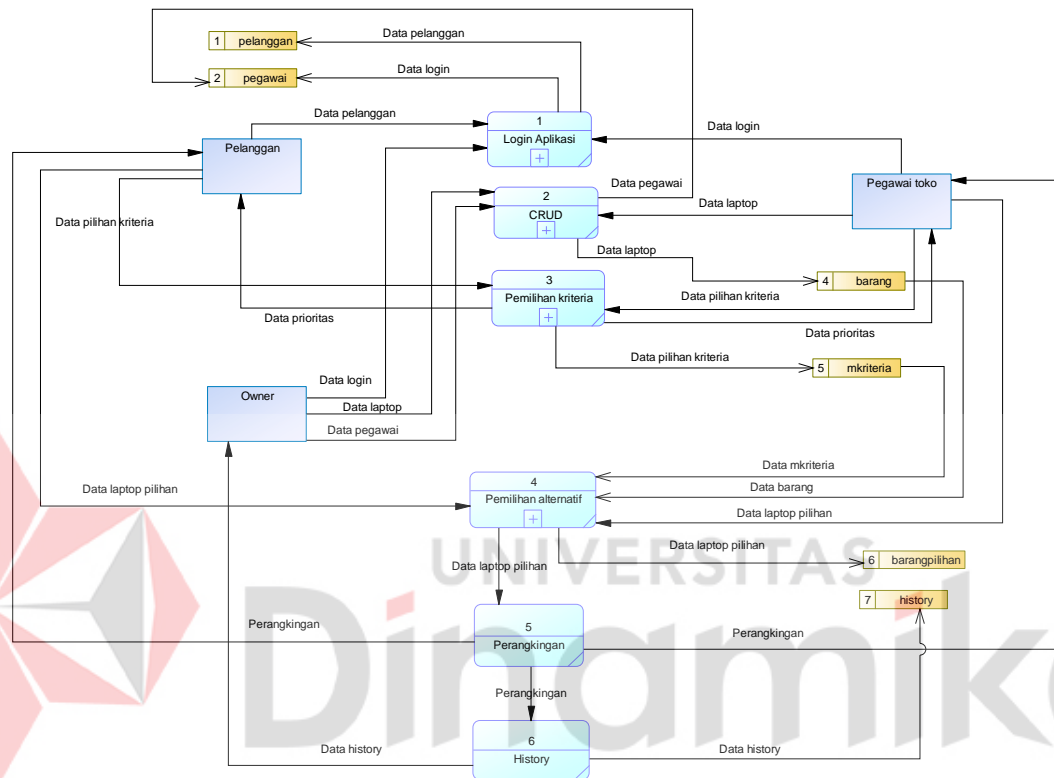 Data pelanggan
1 pelanggan
Data login
2 pegawai
Data pelanggan
1
Login Aplikasi
Data login
Pelanggan
Pegawai toko
Data pegawai
2
CRUD
Data laptop
Data pilihan kriteria
Data laptop
3
Pemilihan kriteria
4 barang
Data pilihan kriteria
Data prioritas
Data prioritas
Data pilihan kriteria
5 mkriteria
Owner
Data login
Data laptop
Data pegawai
Data mkriteria
4
Pemilihan alternatif
Data laptop pilihan
Data barang
Data laptop pilihan
UNIVERSITAS
Data laptop pilihan
Data laptop pilihan
6 barangpilihan
7 history
Dinamika
Perangkingan
5
Perangkingan
Perangkingan
Perangkingan
6
History
Data history
Data history